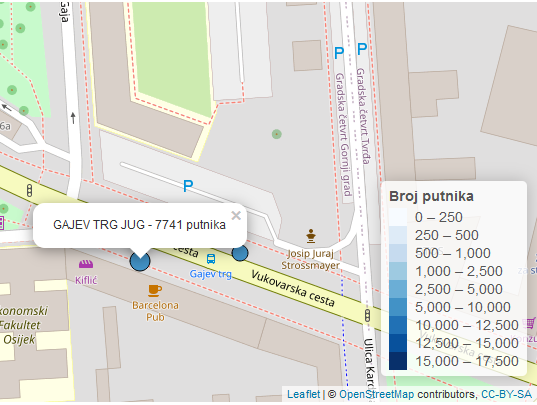 Gaja
P
P
Gradska četvrt Gornji grad
Gradska četvrt Tvrđa
6a
P
GAJEV TRG JUG - 7741 putnika
×
cesta
Gajev trg
Josip Juraj
Strossmayer
Kiflić
Barcelona
Pub
Vukovarska cesta
Fakultet
Osijek
Broj putnika
0 – 250
250 – 500
500 – 1,000
1,000 – 2,500
2,500 – 5,000
5,000 – 10,000
10,000 – 12,500
12,500 – 15,000
15,000 – 17,500
Leaflet | © OpenStreetMap contributors, CC-BY-SA